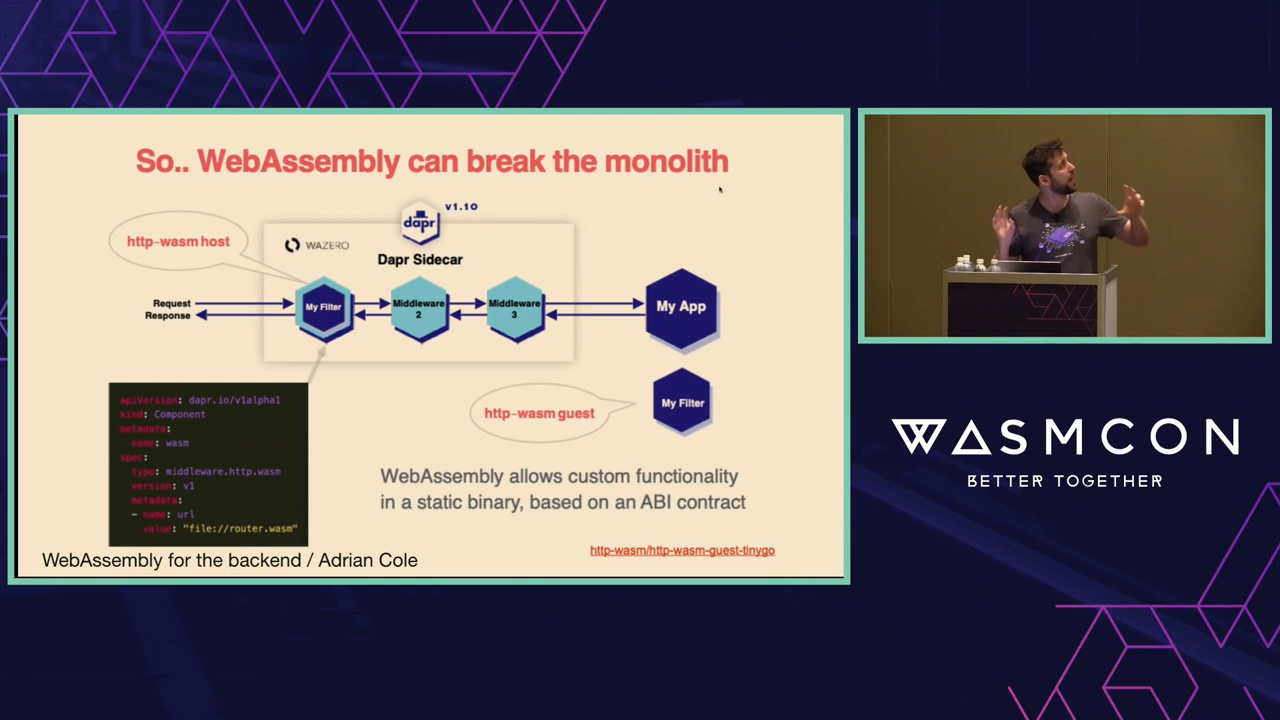 So.. WebAssembly can break the monolith
dapr
v1.10
http-wasm host
WAZERO
Dapr Sidecar
Request
Response
My Filter
Middleware
2
Middleware
3
My App
http-wasm guest
My Filter
apiVersion: dapr.io/v1alpha1
kind: Component
metadata:
name: wasm
spec:
type: middleware.http.wasm
version: v1
metadata:
- name: url
value: "file://router.wasm"
WebAssembly allows custom functionality
in a static binary, based on an ABI contract
http-wasm/http-wasm-guest-tinygo
WebAssembly for the backend / Adrian Cole
WASMCON
BETTER TOGETHER